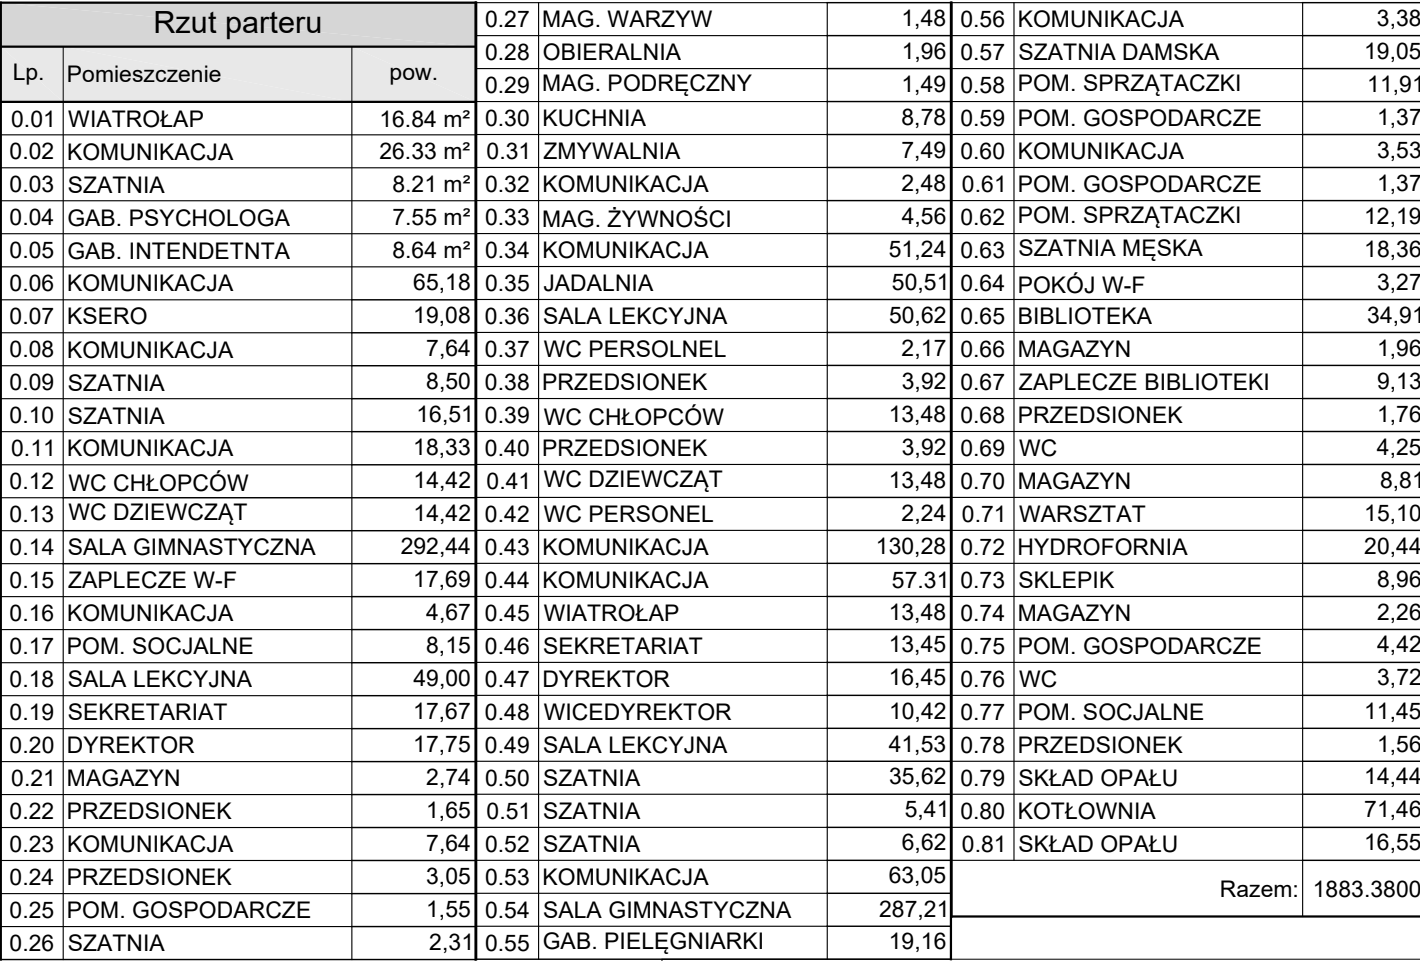 Rzut parteru
Lp. Pomieszczenie pow.
0.01 WIATROŁAP 16.84 m²
0.02 KOMUNIKACJA 26.33 m²
0.03 SZATNIA 8.21 m²
0.04 GAB. PSYCHOLOGA 7.55 m²
0.05 GAB. INTENDETNTA 8.64 m²
0.06 KOMUNIKACJA 65,18
0.07 KSERO 19,08
0.08 KOMUNIKACJA 7,64
0.09 SZATNIA 8,50
0.10 SZATNIA 16,51
0.11 KOMUNIKACJA 18,33
0.12 WC CHŁOPCÓW 14,42
0.13 WC DZIEWCZĄT 14,42
0.14 SALA GIMNASTYCZNA 292,44
0.15 ZAPLECZE W-F 17,69
0.16 KOMUNIKACJA 4,67
0.17 POM. SOCJALNE 8,15
0.18 SALA LEKCYJNA 49,00
0.19 SEKRETARIAT 17,67
0.20 DYREKTOR 17,75
0.21 MAGAZYN 2,74
0.22 PRZEDSIONEK 1,65
0.23 KOMUNIKACJA 7,64
0.24 PRZEDSIONEK 3,05
0.25 POM. GOSPODARCZE 1,55
0.26 SZATNIA 2,31
0.27 MAG. WARZYW 1,48
0.28 OBIERALNIA 1,96
0.29 MAG. PODRĘCZNY 1,49
0.30 KUCHNIA 8,78
0.31 ZMYWALNIA 7,49
0.32 KOMUNIKACJA 2,48
0.33 MAG. ŻYWNOŚCI 4,56
0.34 KOMUNIKACJA 51,24
0.35 JADALNIA 50,51
0.36 SALA LEKCYJNA 50,62
0.37 WC PERSOLNEL 2,17
0.38 PRZEDSIONEK 3,92
0.39 WC CHŁOPCÓW 13,48
0.40 PRZEDSIONEK 3,92
0.41 WC DZIEWCZĄT 13,48
0.42 WC PERSONEL 2,24
0.43 KOMUNIKACJA 130,28
0.44 KOMUNIKACJA 57.31
0.45 WIATROŁAP 13,48
0.46 SEKRETARIAT 13,45
0.47 DYREKTOR 16,45
0.48 WICEDYREKTOR 10,42
0.49 SALA LEKCYJNA 41,53
0.50 SZATNIA 35,62
0.51 SZATNIA 5,41
0.52 SZATNIA 6,62
0.53 KOMUNIKACJA 63,05
0.54 SALA GIMNASTYCZNA 287,21
0.55 GAB. PIELĘGNIARKI 19,16
0.56 KOMUNIKACJA 3,38
0.57 SZATNIA DAMSKA 19,05
0.58 POM. SPRZĄTACZKI 11,91
0.59 POM. GOSPODARCZE 1,37
0.60 KOMUNIKACJA 3,53
0.61 POM. GOSPODARCZE 1,37
0.62 POM. SPRZĄTACZKI 12,19
0.63 SZATNIA MĘSKA 18,36
0.64 POKÓJ W-F 3,27
0.65 BIBLIOTEKA 34,91
0.66 MAGAZYN 1,96
0.67 ZAPLECZE BIBLIOTEKI 9,13
0.68 PRZEDSIONEK 1,76
0.69 WC 4,25
0.70 MAGAZYN 8,81
0.71 WARSZTAT 15,10
0.72 HYDROFORNIA 20,44
0.73 SKLEPIK 8,96
0.74 MAGAZYN 2,26
0.75 POM. GOSPODARCZE 4,42
0.76 WC 3,72
0.77 POM. SOCJALNE 11,45
0.78 PRZEDSIONEK 1,56
0.79 SKŁAD OPAŁU 14,44
0.80 KOTŁOWNIA 71,46
0.81 SKŁAD OPAŁU 16,55
Razem: 1883.3800